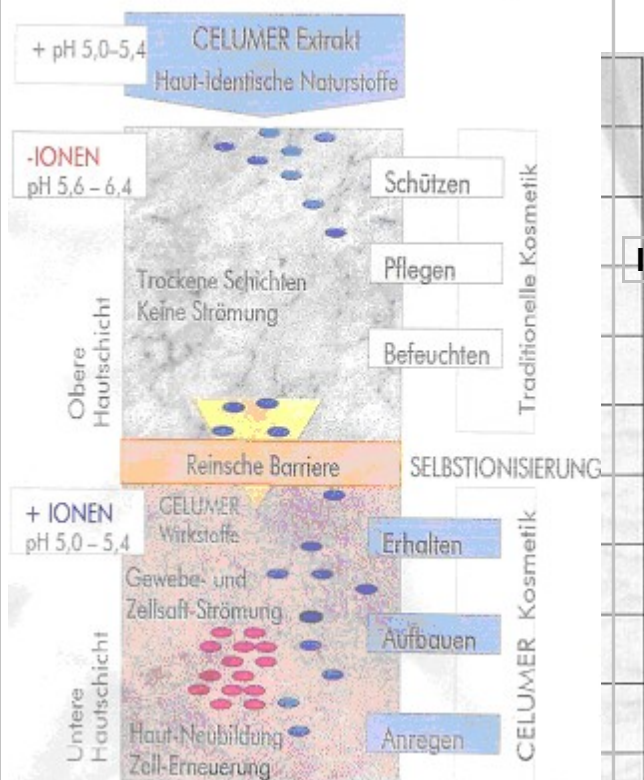 + pH 5,0–5,4
CELUMER Extrakt
Haut-Identische Naturstoffe
-IONEN
pH 5,6 – 6,4
Schützen
Pflegen
Befeuchten
Traditionelle Kosmetik
Trockene Schichten
Keine Strömung
Obere
Hautschicht
Reinsche Barriere
SELBSTIONISIERUNG
+ IONEN
pH 5,0 – 5,4
CELUMER
Wirkstoffe
Gewebe- und
Zellsaft-Strömung
Erhalten
Aufbauen
Anregen
CELUMER Kosmetik
Untere
Hautschicht
Haut-Neubildung
Zell-Erneuerung